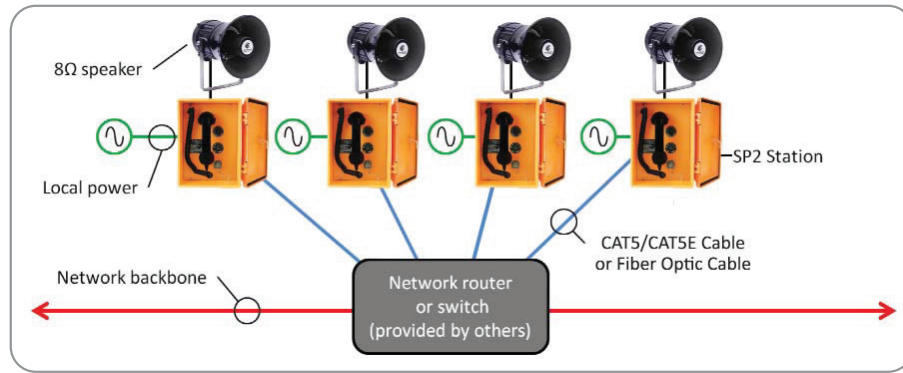 8Ω speaker
Local power
SP2 Station
CAT5/CAT5E Cable
or Fiber Optic Cable
Network backbone
Network router
or switch
(provided by others)